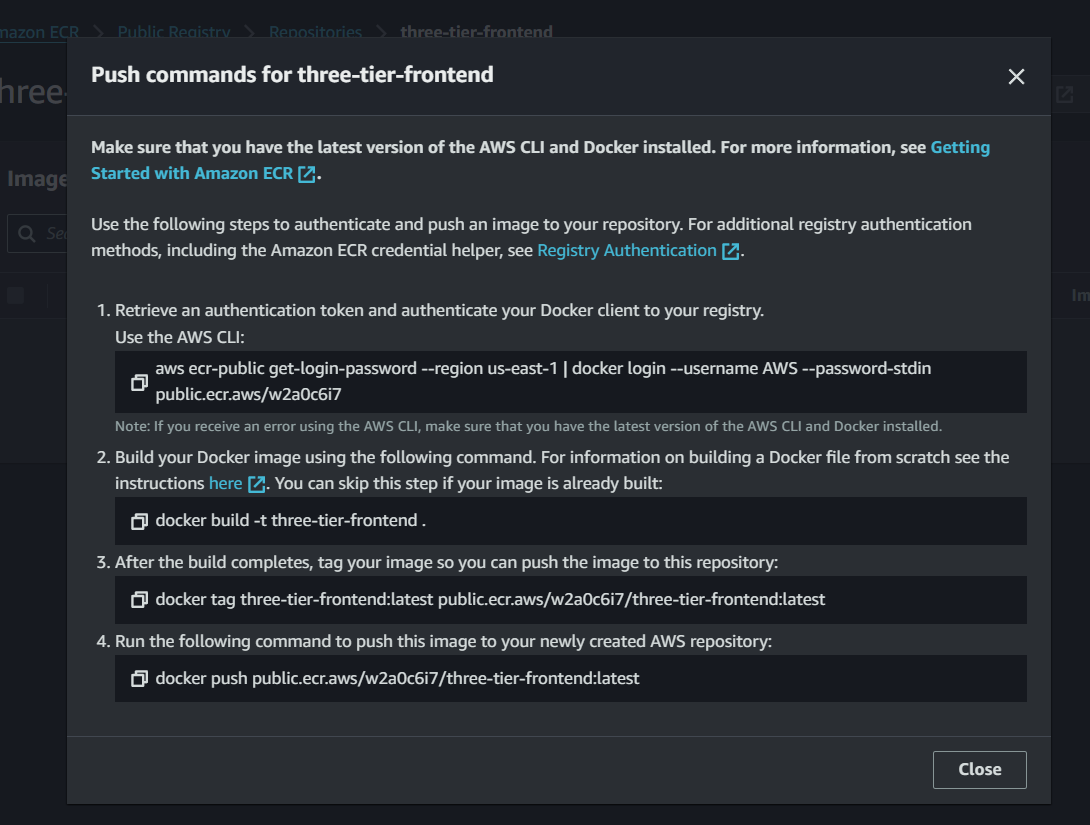 Amazon ECR > Public Registry > Repositories > three-tier-frontend
Push commands for three-tier-frontend
Make sure that you have the latest version of the AWS CLI and Docker installed. For more information, see Getting
Started with Amazon ECR.
Use the following steps to authenticate and push an image to your repository. For additional registry authentication
methods, including the Amazon ECR credential helper, see Registry Authentication.
1. Retrieve an authentication token and authenticate your Docker client to your registry.
Use the AWS CLI:
aws ecr-public get-login-password --region us-east-1 | docker login --username AWS --password-stdin
public.ecr.aws/w2a0c6i7
Note: If you receive an error using the AWS CLI, make sure that you have the latest version of the AWS CLI and Docker installed.
2. Build your Docker image using the following command. For information on building a Docker file from scratch see the
instructions here. You can skip this step if your image is already built:
docker build -t three-tier-frontend .
3. After the build completes, tag your image so you can push the image to this repository:
docker tag three-tier-frontend:latest public.ecr.aws/w2a0c6i7/three-tier-frontend:latest
4. Run the following command to push this image to your newly created AWS repository:
docker push public.ecr.aws/w2a0c6i7/three-tier-frontend:latest
Close